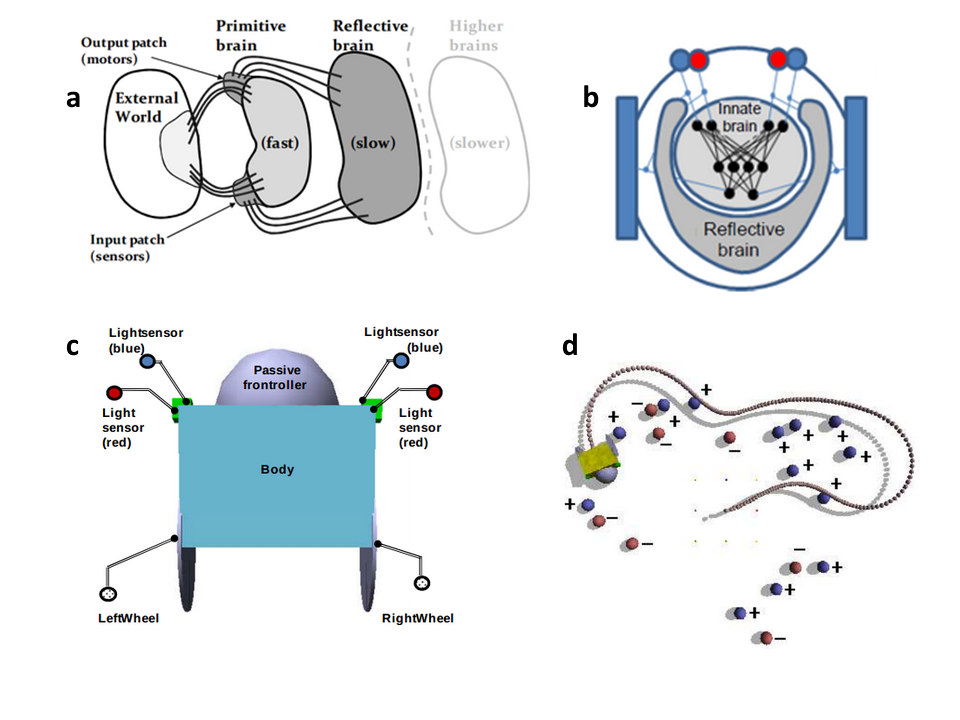 a
Output patch
(motors)
Primitive
brain
Reflective
brain
Higher
brains
External
World
(fast)
(slow)
(slower)
Input patch
(sensors)
b
Innate
brain
Reflective
brain
c
Lightsensor
(blue)
Lightsensor
(blue)
Passive
frontroller
Light
sensor
(red)
Light
sensor
(red)
Body
LeftWheel
RightWheel
d
+
−
+
+
−
+
−
+
+
+
+
+
+
+
−
−
−
+
+
+
−